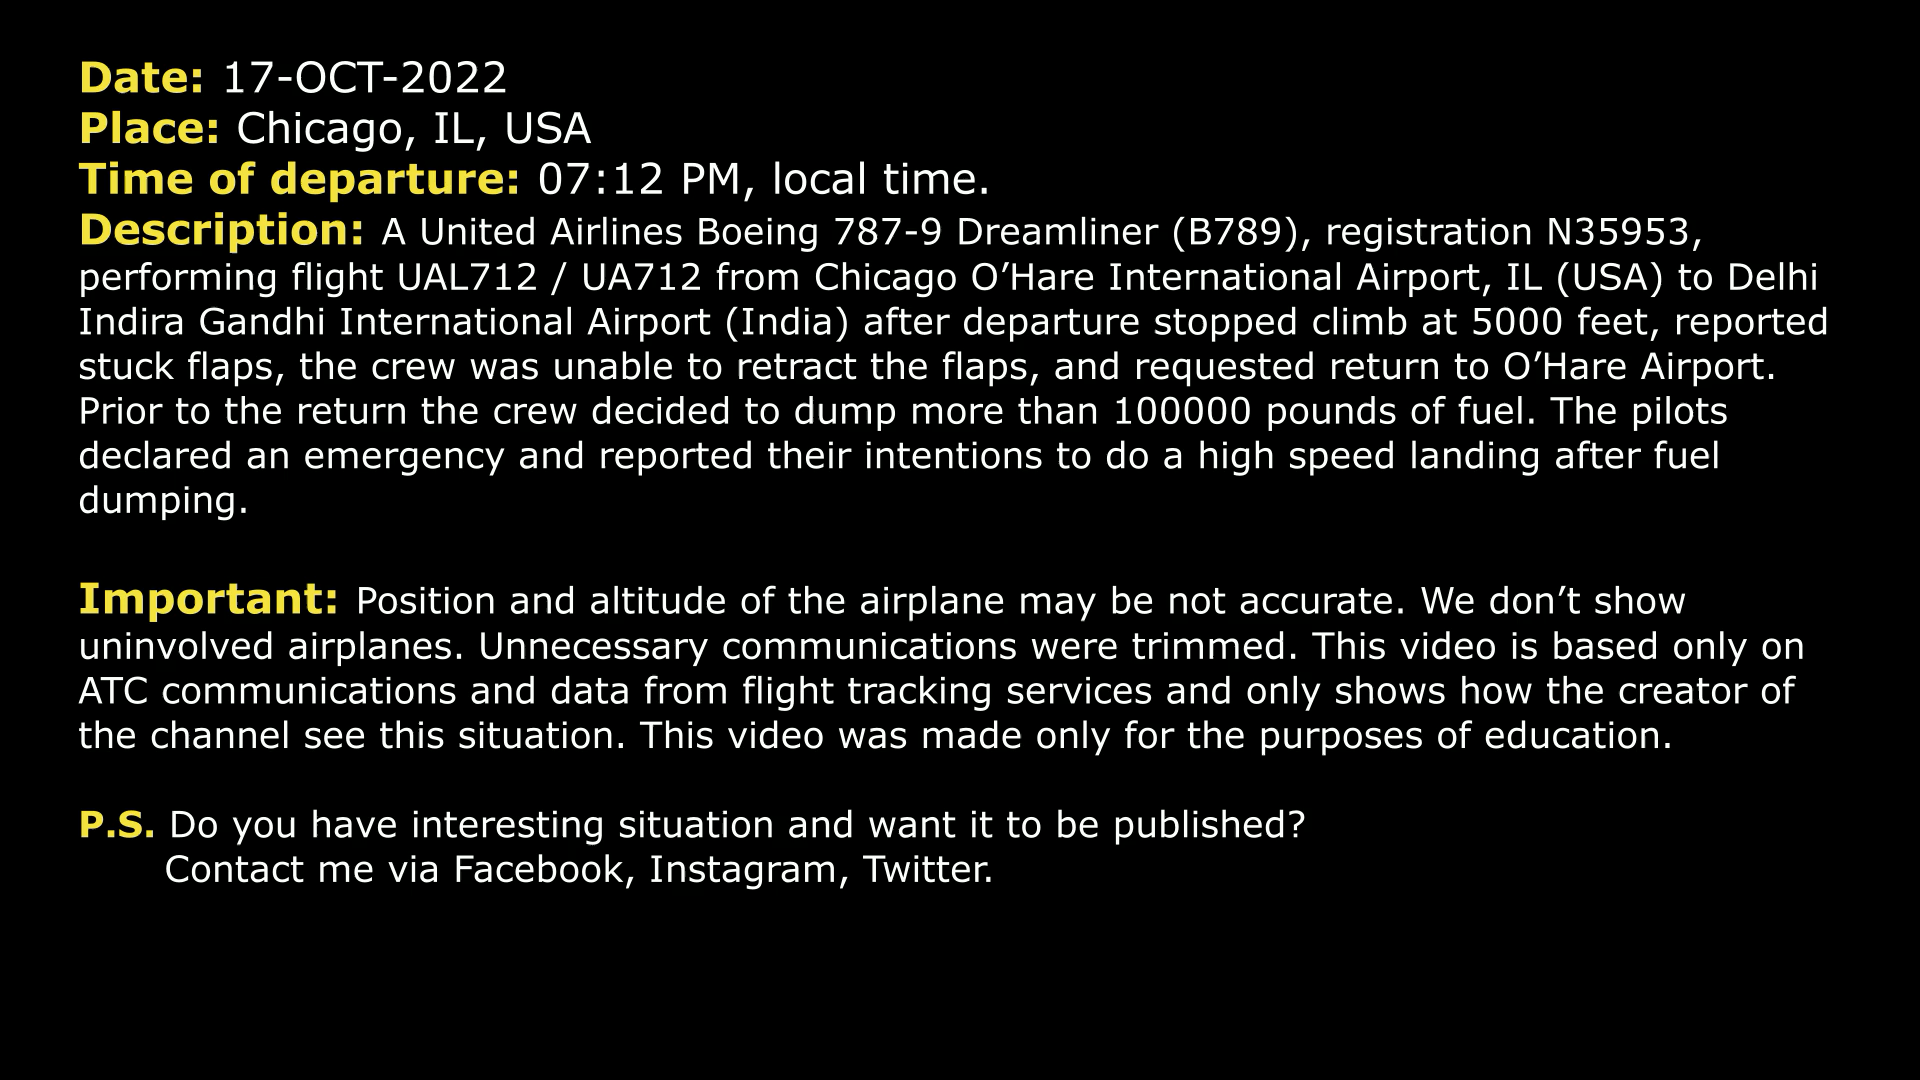 Date: 17-OCT-2022
Place: Chicago, IL, USA
Time of departure: 07:12 PM, local time.
Description: A United Airlines Boeing 787-9 Dreamliner (B789), registration N35953,
performing flight UAL712 / UA712 from Chicago O’Hare International Airport, IL (USA) to Delhi
Indira Gandhi International Airport (India) after departure stopped climb at 5000 feet, reported
stuck flaps, the crew was unable to retract the flaps, and requested return to O’Hare Airport.
Prior to the return the crew decided to dump more than 100000 pounds of fuel. The pilots
declared an emergency and reported their intentions to do a high speed landing after fuel
dumping.
Important: Position and altitude of the airplane may be not accurate. We don’t show
uninvolved airplanes. Unnecessary communications were trimmed. This video is based only on
ATC communications and data from flight tracking services and only shows how the creator of
the channel see this situation. This video was made only for the purposes of education.
P.S. Do you have interesting situation and want it to be published?
Contact me via Facebook, Instagram, Twitter.